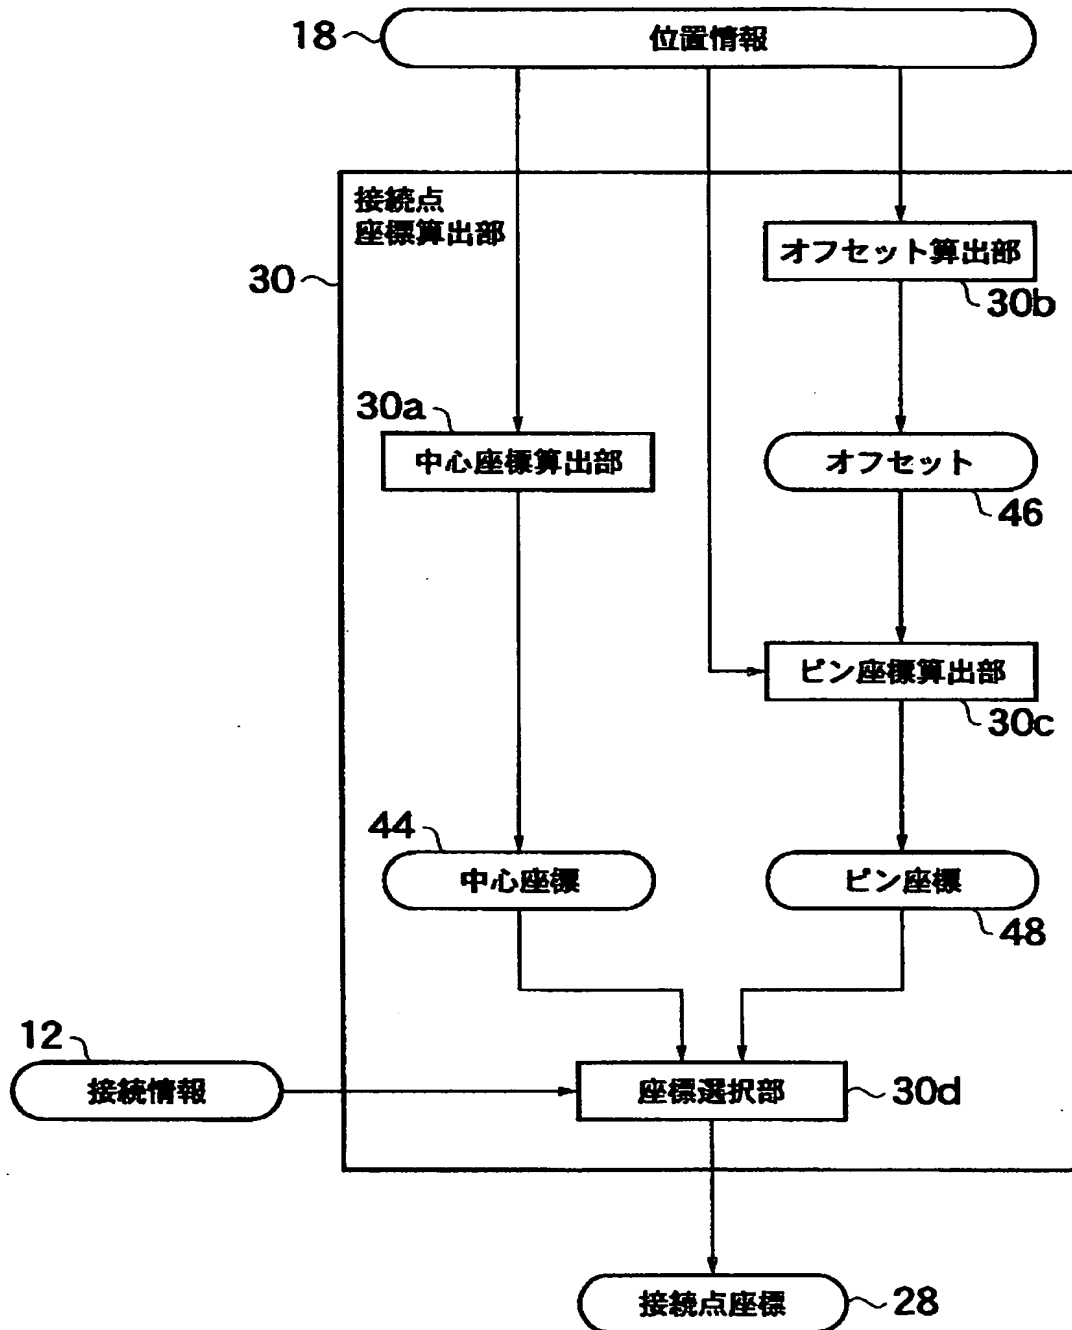 18
位置情報
接続点
座標算出部
30
オフセット算出部
30b
30a
中心座標算出部
オフセット
46
ピン座標算出部
30c
44
中心座標
ピン座標
48
12
接続情報
座標選択部
30d
接続点座標
28